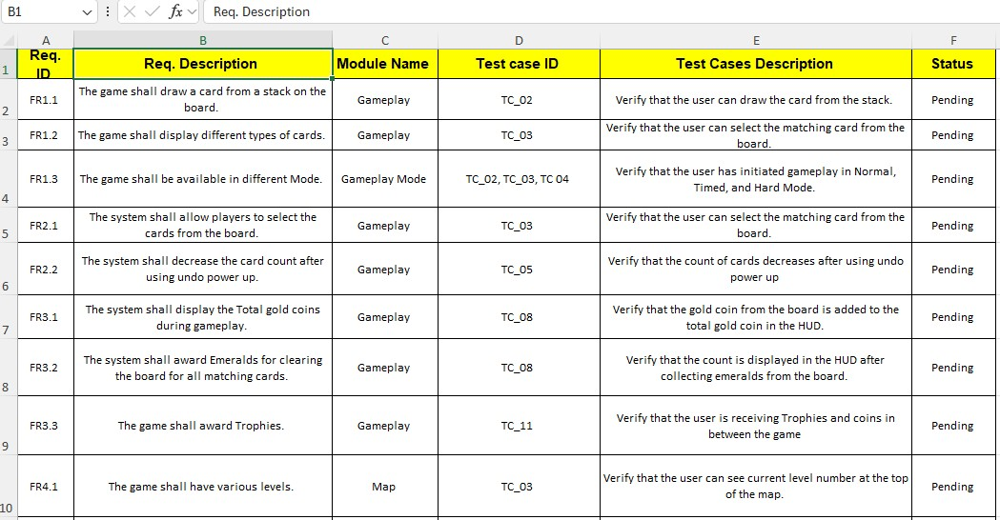 B1 fx Req. Description
A B C D E F
1 Req. ID Req. Description Module Name Test case ID Test Cases Description Status
2 FR1.1 The game shall draw a card from a stack on the board. Gameplay TC_02 Verify that the user can draw the card from the stack. Pending
3 FR1.2 The game shall display different types of cards. Gameplay TC_03 Verify that the user can select the matching card from the board. Pending
4 FR1.3 The game shall be available in different Mode. Gameplay Mode TC_02, TC_03, TC 04 Verify that the user has initiated gameplay in Normal, Timed, and Hard Mode. Pending
5 FR2.1 The system shall allow players to select the cards from the board. Gameplay TC_03 Verify that the user can select the matching card from the board. Pending
6 FR2.2 The system shall decrease the card count after using undo power up. Gameplay TC_05 Verify that the count of cards decreases after using undo power up Pending
7 FR3.1 The system shall display the Total gold coins during gameplay. Gameplay TC_08 Verify that the gold coin from the board is added to the total gold coin in the HUD. Pending
8 FR3.2 The system shall award Emeralds for clearing the board for all matching cards. Gameplay TC_08 Verify that the count is displayed in the HUD after collecting emeralds from the board. Pending
9 FR3.3 The game shall award Trophies. Gameplay TC_11 Verify that the user is receiving Trophies and coins in between the game Pending
10 FR4.1 The game shall have various levels. Map TC_03 Verify that the user can see current level number at the top of the map. Pending